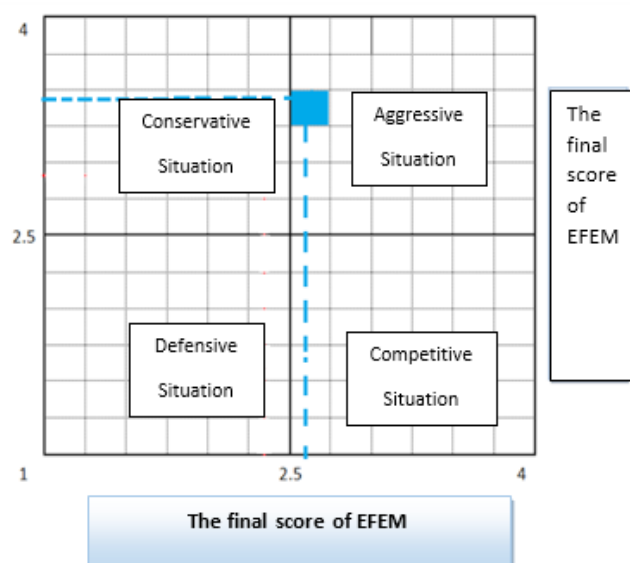 4
Conservative
Situation
Aggressive
Situation
The
final
score
of
EFEM
2.5
Defensive
Situation
Competitive
Situation
1
2.5
4
The final score of EFEM